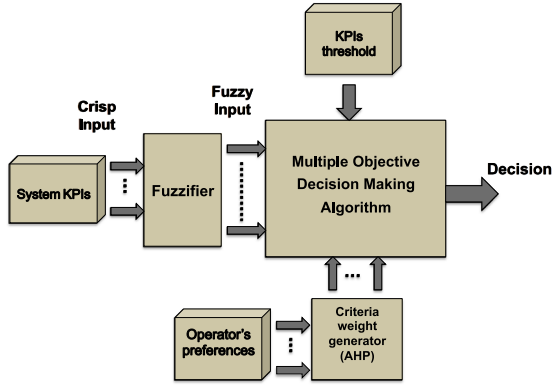 KPIs
threshold
Fuzzy
Input
Crisp
Input
System KPIs
Fuzzifier
Multiple Objective
Decision Making
Algorithm
Decision
Operator's
preferences
Criteria
weight
generator
(AHP)